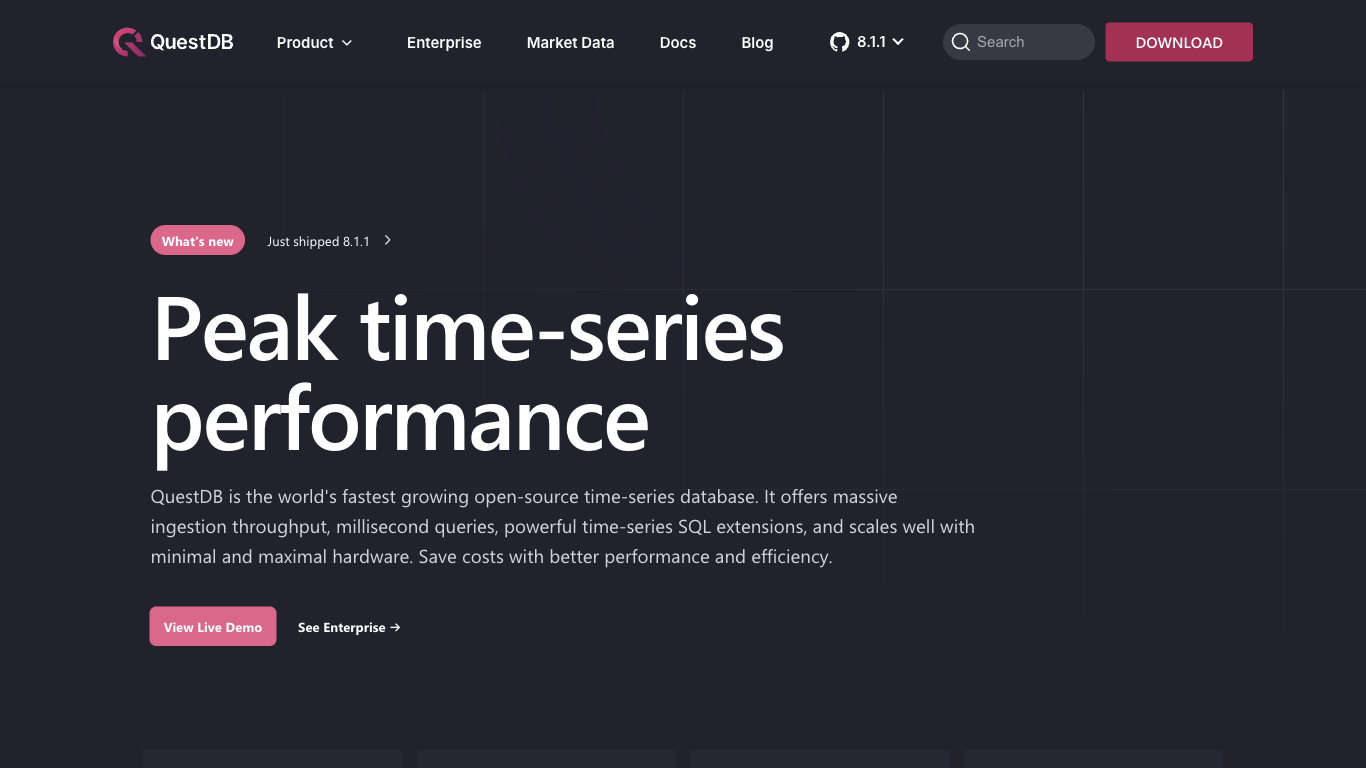 QuestDB
Product
Enterprise
Market Data
Docs
Blog
8.1.1
Search
DOWNLOAD
What's new
Just shipped 8.1.1
Peak time-series
performance
QuestDB is the world's fastest growing open-source time-series database. It offers massive
ingestion throughput, millisecond queries, powerful time-series SQL extensions, and scales well with
minimal and maximal hardware. Save costs with better performance and efficiency.
View Live Demo
See Enterprise →